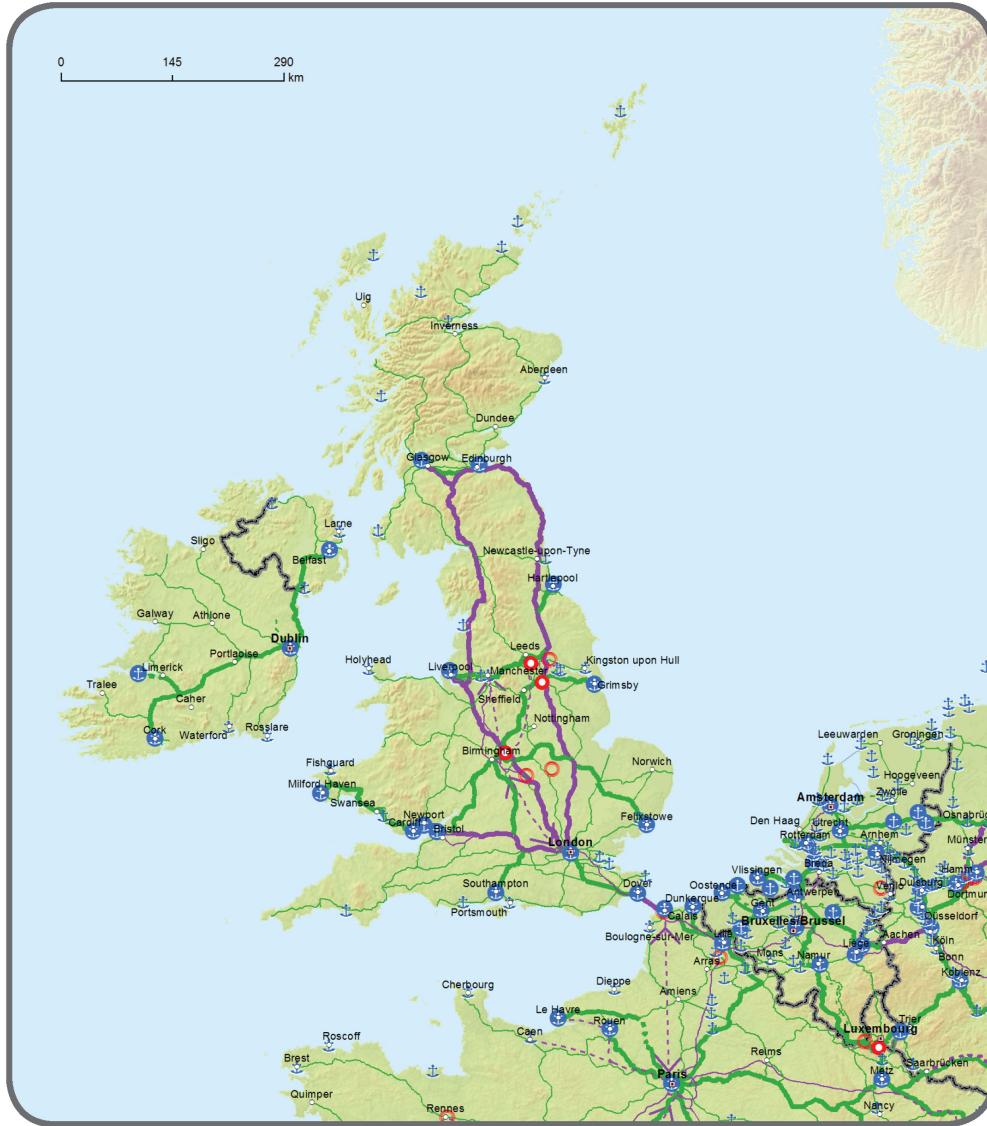 0 145 290
km
Uig
Inverness
Aberdeen
Dundee
Glasgow
Edinburgh
Larne
Sligo
Belfast
Newcastle-upon-Tyne
Hartlepool
Galway
Athlone
Dublin
Portlaoise
Limerick
Tralee
Caher
Cork
Waterford
Rosslare
Holyhead
Liverpool
Leeds
Manchester
Kingston upon Hull
Grimsby
Sheffield
Nottingham
Birmingham
Norwich
Fishguard
Milford Haven
Swansea
Cardiff
Newport
Bristol
Felixstowe
London
Southampton
Portsmouth
Dover
Leeuwarden
Groningen
Hoogeveen
Zwolle
Amsterdam
Den Haag
Utrecht
Osnabrüc
Rotterdam
Arnhem
Münster
Breda
Nijmegen
Vlissingen
Hamm
Oostende
Antwerpen
Venlo
Duisburg
Dortmun
Dunkerque
Gent
Calais
Bruxelles/Brussel
Düsseldorf
Boulogne-sur-Mer
Lille
Aachen
Köln
Liège
Arras
Mons
Namur
Bonn
Koblenz
Dieppe
Amiens
Cherbourg
Le Havre
Rouen
Caen
Trier
Luxembourg
Roscoff
Brest
Reims
Saarbrücken
Paris
Metz
Quimper
Rennes
Nancy